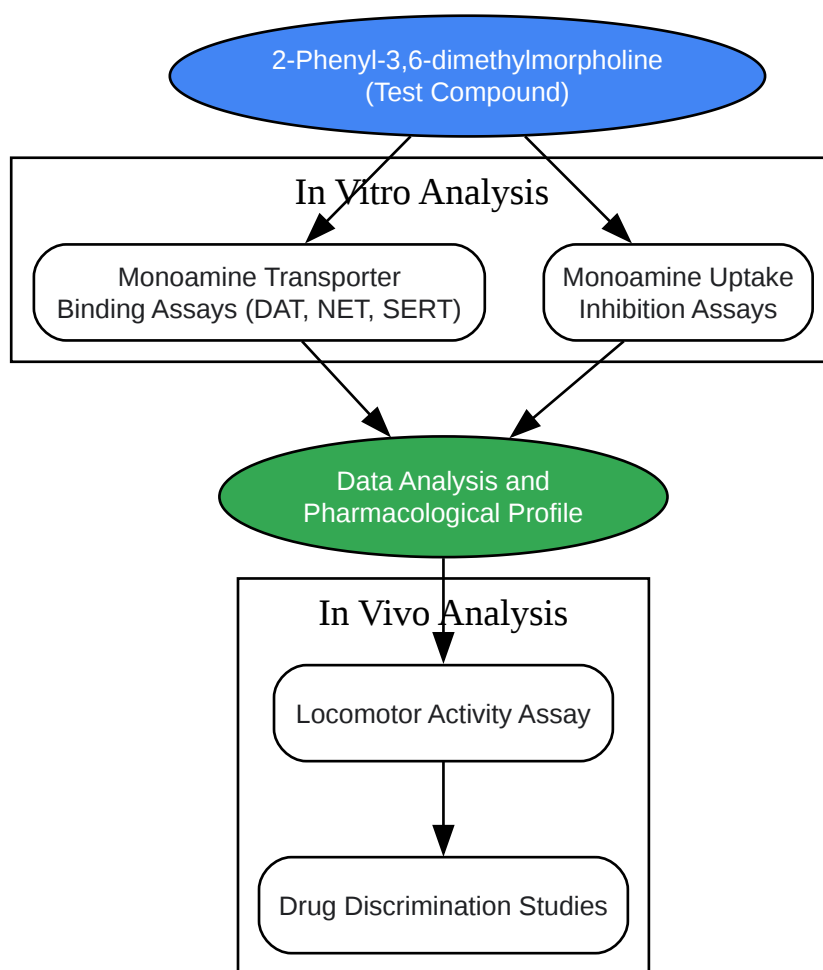 2-Phenyl-3,6-dimethylmorpholine
(Test Compound)
In Vitro Analysis
Monoamine Transporter
Binding Assays (DAT, NET, SERT)
Monoamine Uptake
Inhibition Assays
Data Analysis and
Pharmacological Profile
In Vivo Analysis
Locomotor Activity Assay
Drug Discrimination Studies